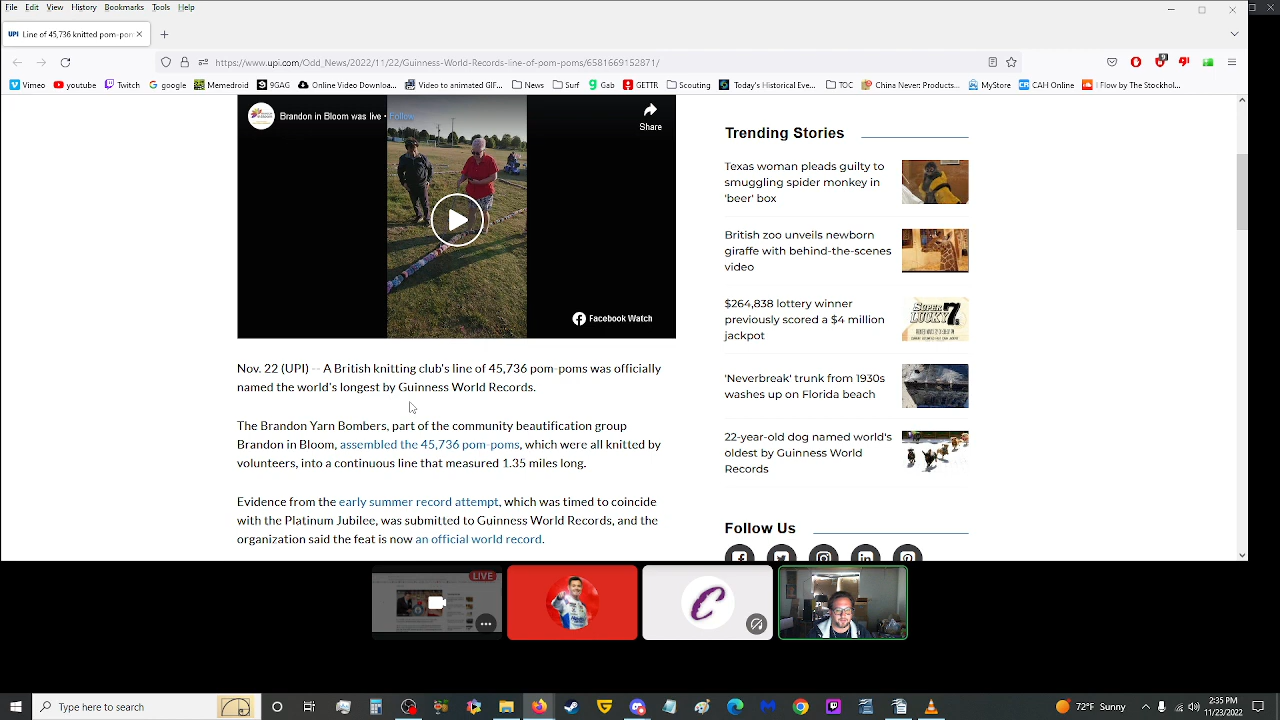 File Edit View History Bookmarks Tools Help
UPI Line of 45,736 knitted pom-pom
https://www.upi.com/Odd_News/2022/11/22/Guinness-World-Records-line-of-pom-poms/6581669152871/
Vimeo youtube Twitch google Memedroid 9GAG Online Video Downloa... Video to animated GIF... News Surf Gab GETTR Scouting Today's Historical Eve... TOC China Never: Product... MyStore CAH Online I Flow by The Stockhol...
Brandon in Bloom was live · Follow
Share
Facebook Watch
Nov. 22 (UPI) -- A British knitting club's line of 45,736 pom-poms was officially
named the world's longest by Guinness World Records.
The Brandon Yarn Bombers, part of the community beautification group
Brandon in Bloom, assembled the 45,736 pom-poms, which were all knitted by
volunteers, into a continuous line that measured 1.35 miles long.
Evidence from the early summer record attempt, which was timed to coincide
with the Platinum Jubilee, was submitted to Guinness World Records, and the
organization said the feat is now an official world record.
Trending Stories
Texas woman pleads guilty to
smuggling spider monkey in
'beer' box
British zoo unveils newborn
giraffe with behind-the-scenes
video
$264,838 lottery winner
previously scored a $4 million
jackpot
SUPER
LUCKY 7's
'Neverbreak' trunk from 1930s
washes up on Florida beach
22-year-old dog named world's
oldest by Guinness World
Records
Follow Us
LIVE
C
Type here to search
72°F Sunny
2:35 PM
11/23/2022